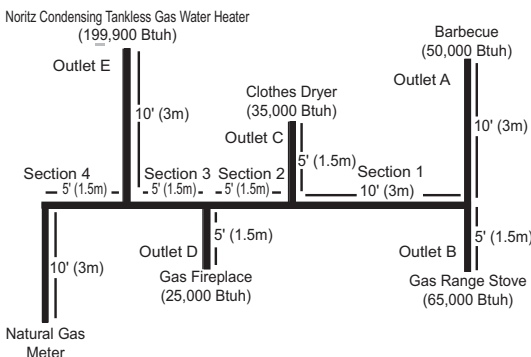 Noritz Condensing Tankless Gas Water Heater
(199,900 Btuh)
Outlet E
10' (3m)
Barbecue
(50,000 Btuh)
Outlet A
10' (3m)
Clothes Dryer
(35,000 Btuh)
Outlet C
5' (1.5m)
Section 4
5' (1.5m)
Section 3
5' (1.5m)
Section 2
5' (1.5m)
Section 1
10' (3m)
10' (3m)
Natural Gas
Meter
Outlet D
5' (1.5m)
Gas Fireplace
(25,000 Btuh)
Outlet B
5' (1.5m)
Gas Range Stove
(65,000 Btuh)